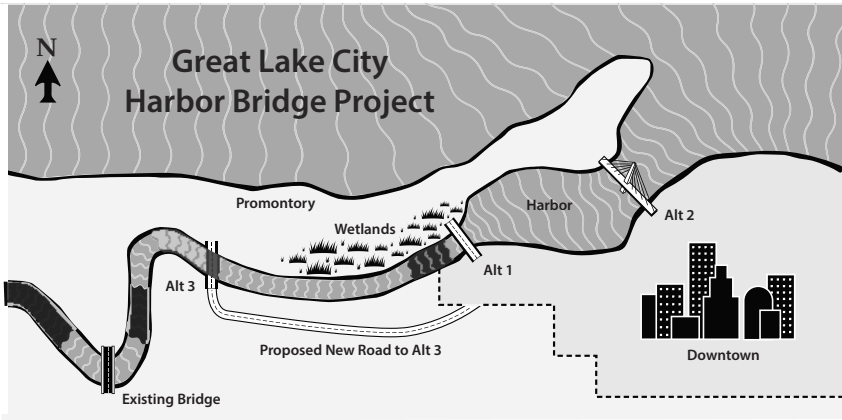 N
Great Lake City
Harbor Bridge Project
Promontory
Wetlands
Harbor
Alt 2
Alt 1
Alt 3
Proposed New Road to Alt 3
Downtown
Existing Bridge